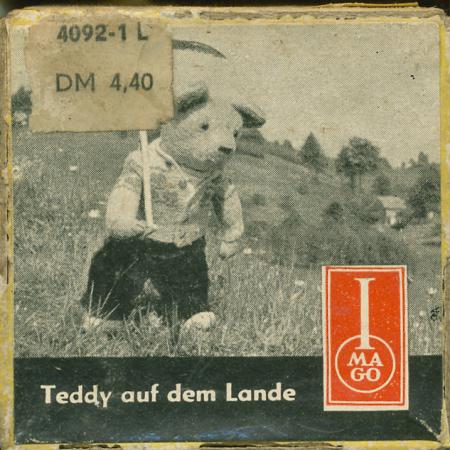 4092-1 L
DM 4,40
I
MA
GO
Teddy auf dem Lande